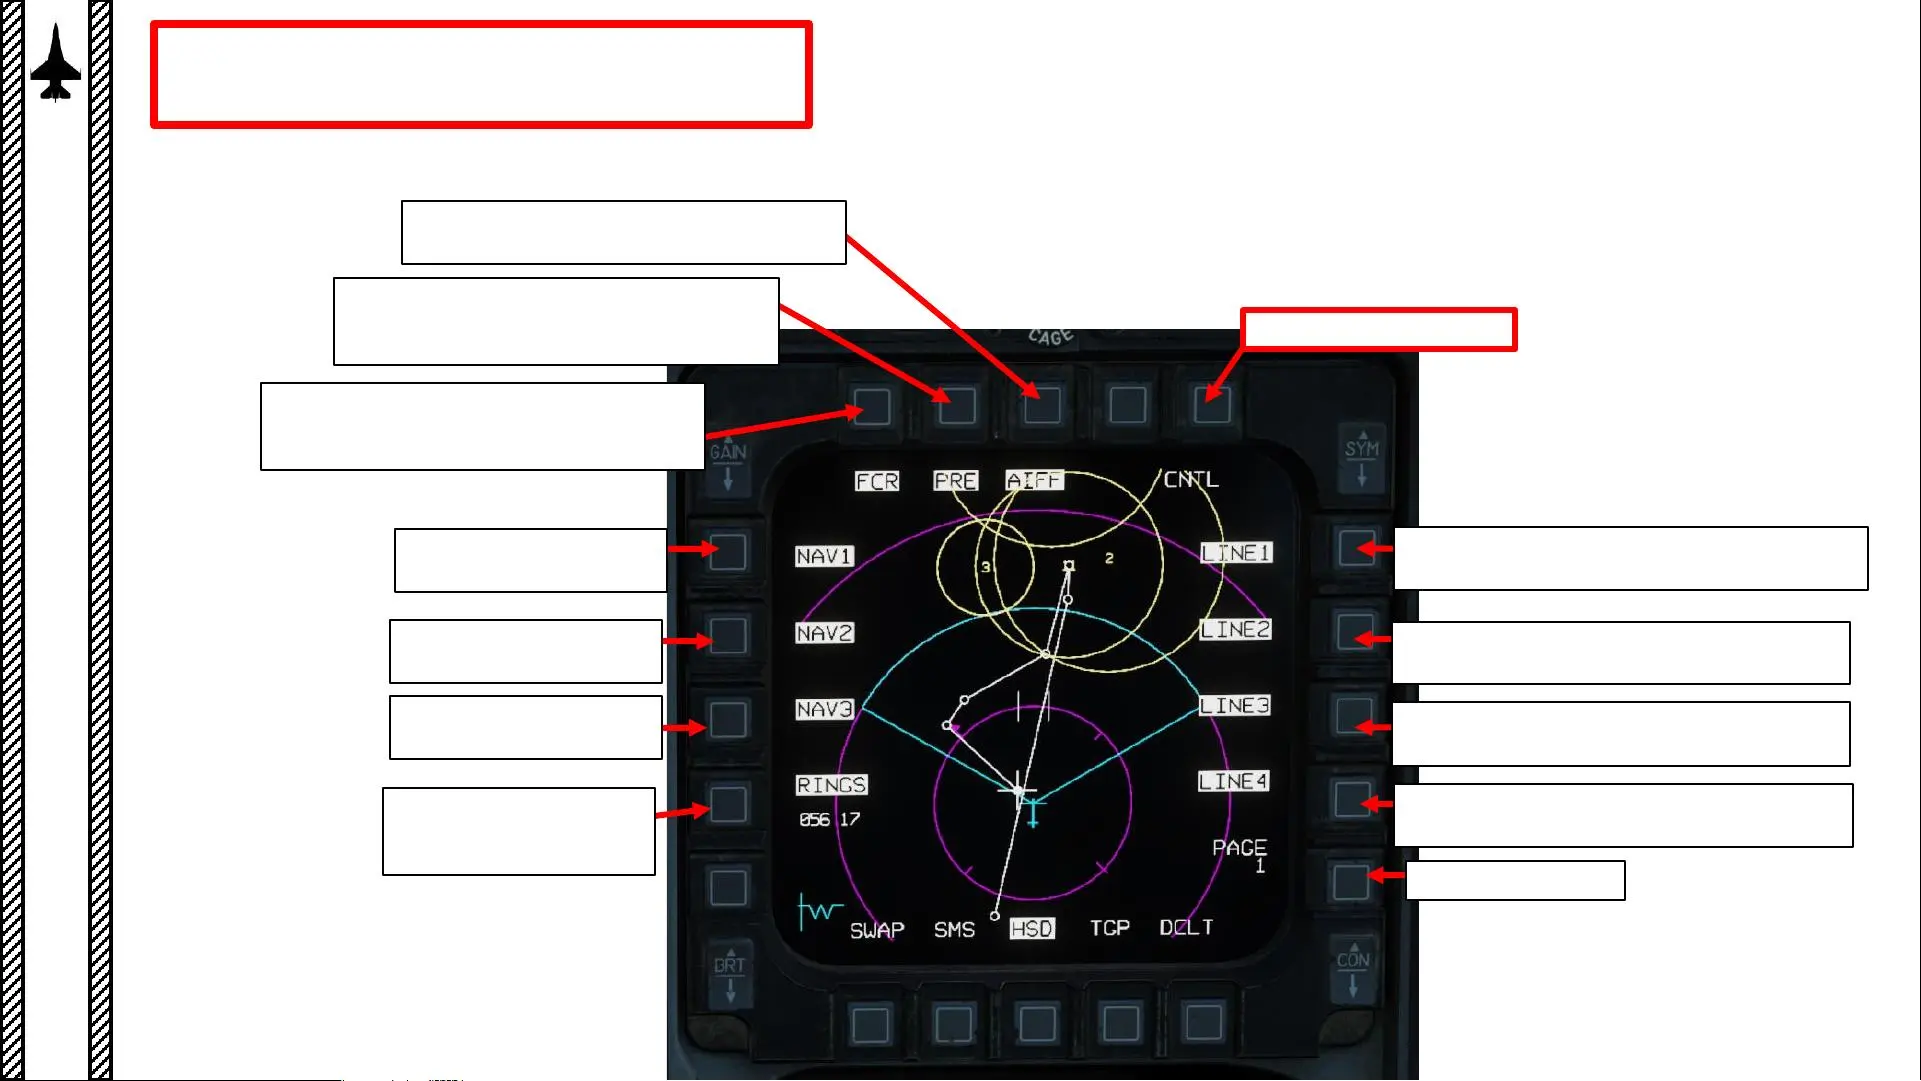 CAGE
GAIN
SYM
FCR PRE AIFF CNTL
NAV1 LINE1
3 2
NAV2 LINE2
NAV3 LINE3
RINGS LINE4
056 17
PAGE
1
SWAP SMS HSD TCP DCLT
BRT CON